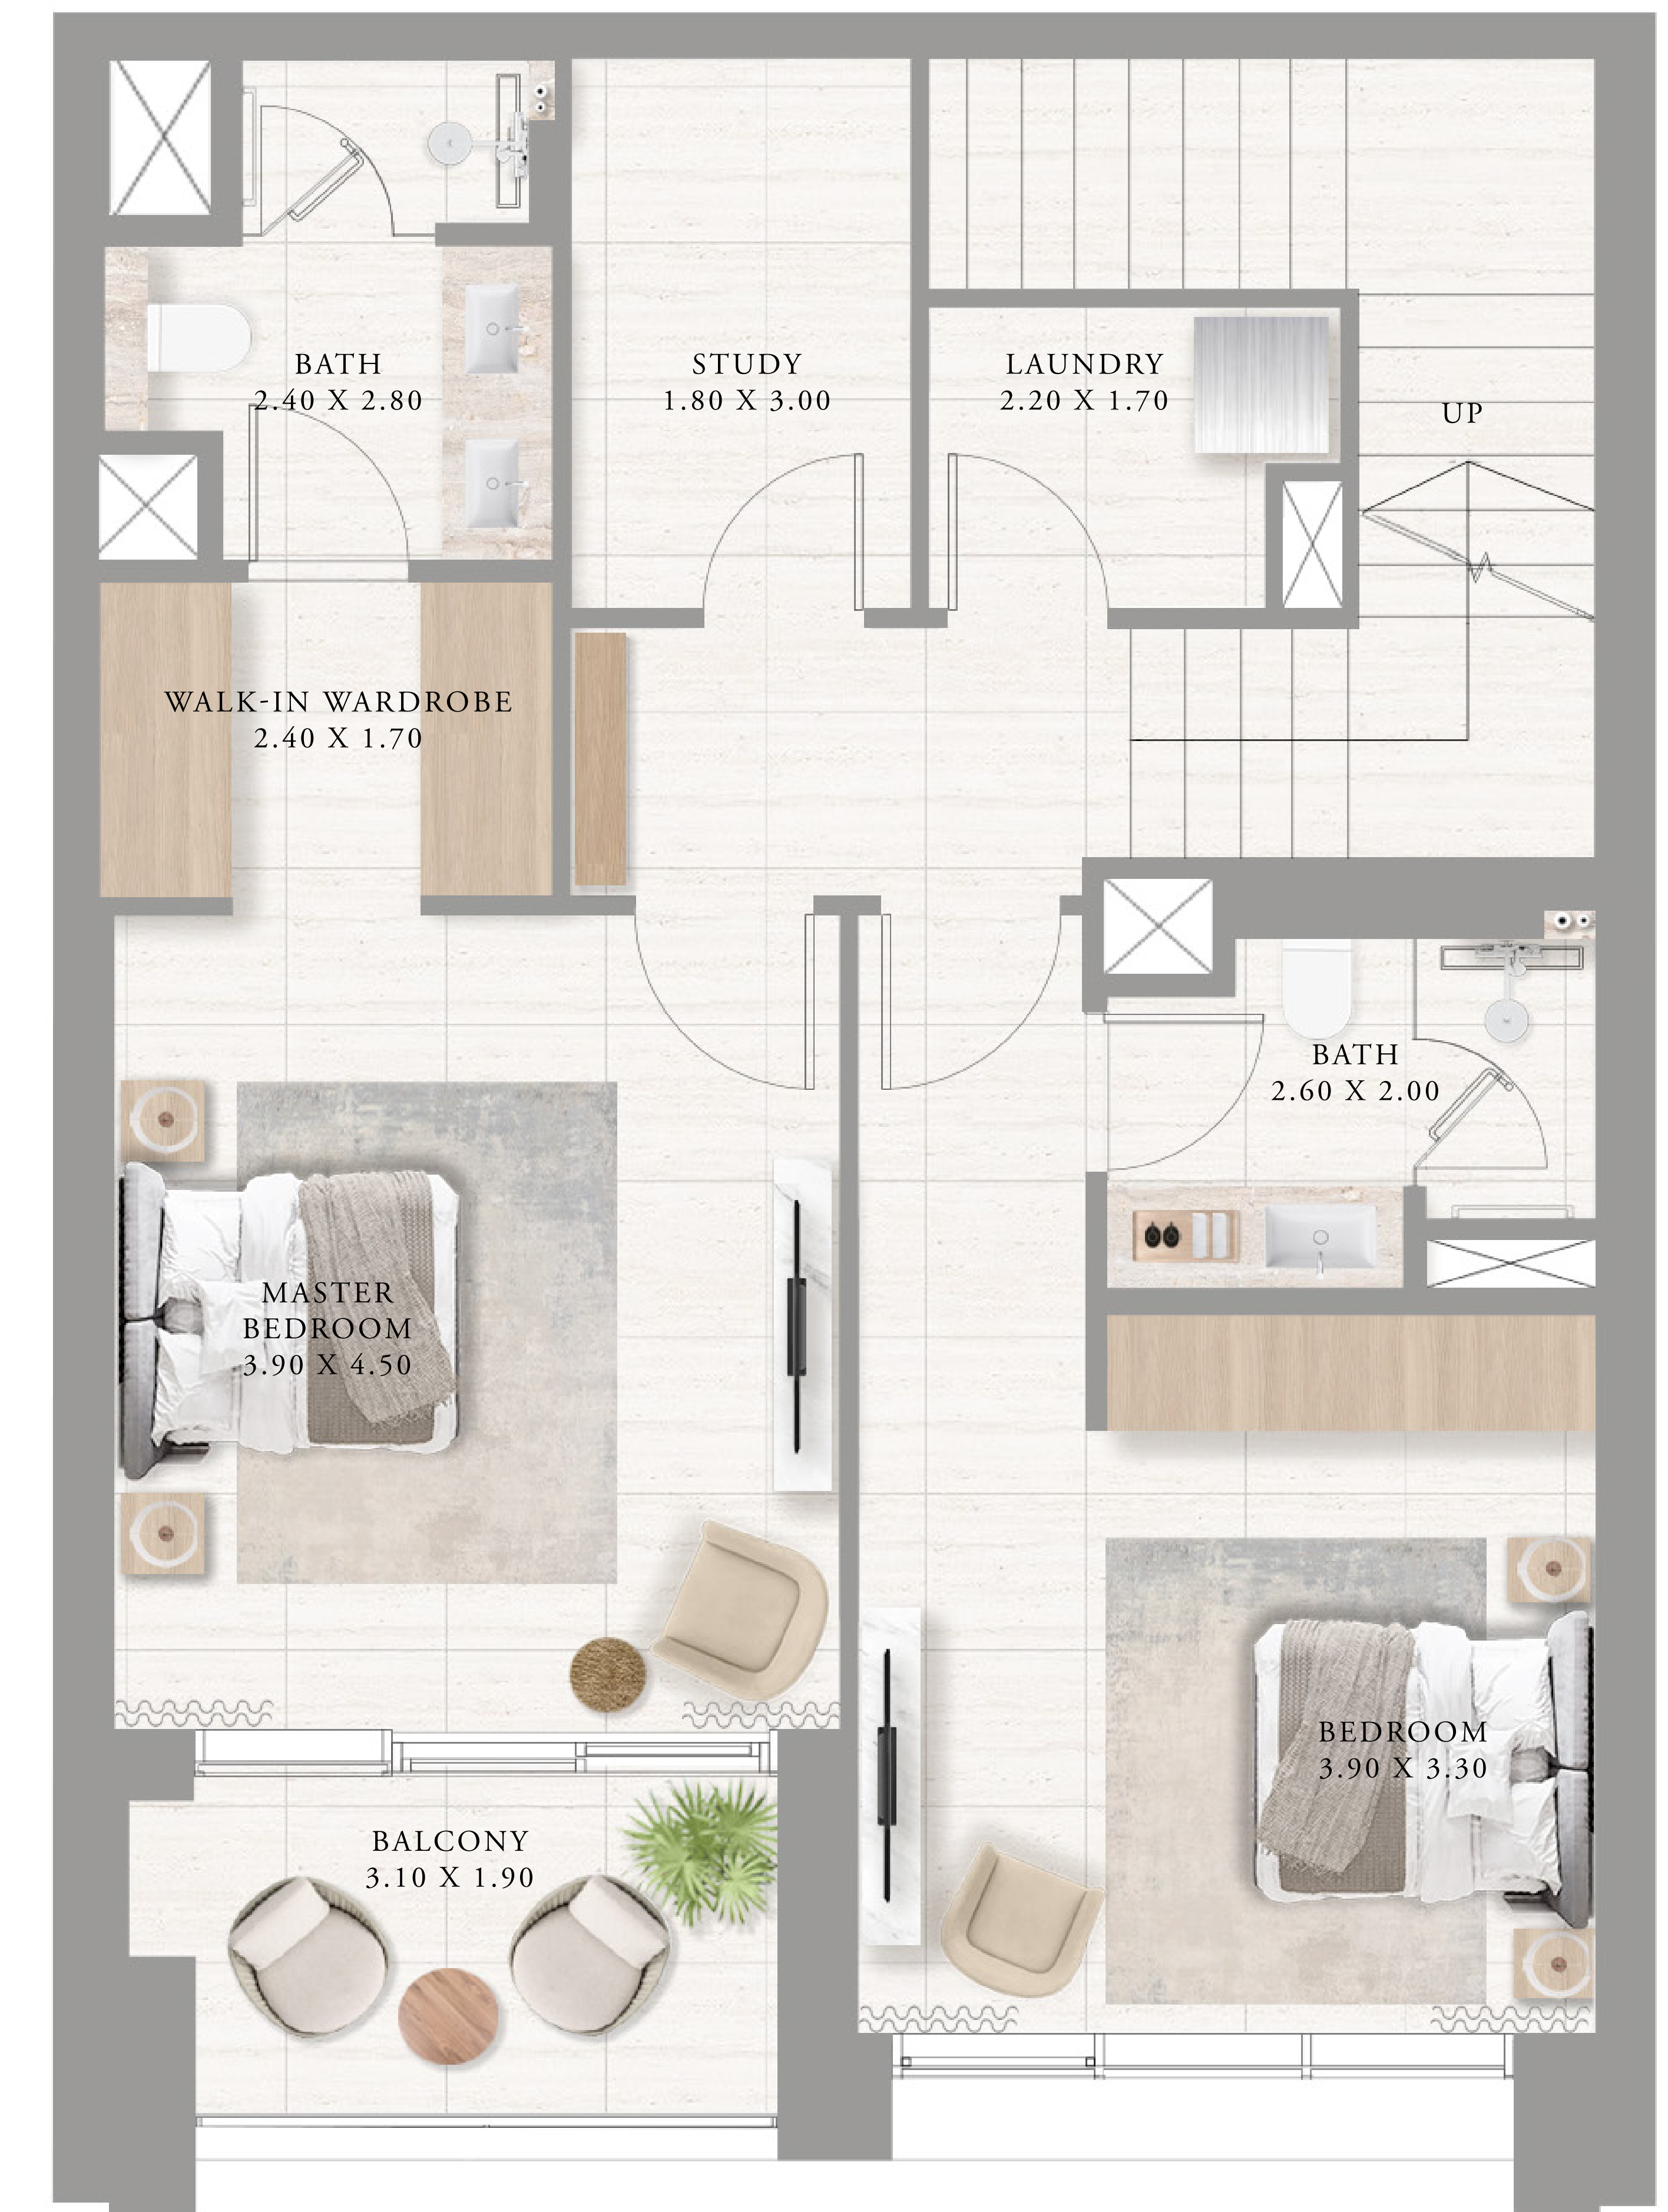 BATH
2.40 X 2.80
STUDY
1.80 X 3.00
LAUNDRY
2.20 X 1.70
UP
WALK-IN WARDROBE
2.40 X 1.70
BATH
2.60 X 2.00
MASTER
BEDROOM
3.90 X 4.50
BEDROOM
3.90 X 3.30
BALCONY
3.10 X 1.90